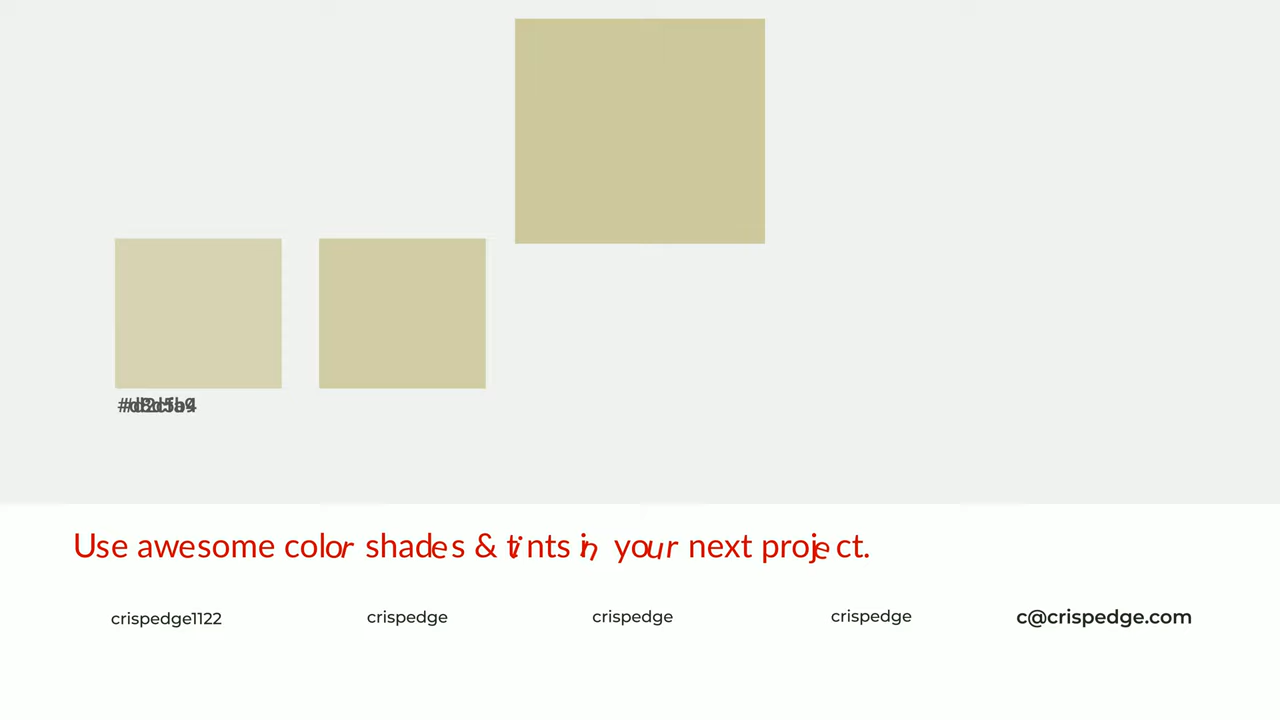 Use awesome color shades & tints in your next project.
crispedge1122 crispedge crispedge crispedge c@crispedge.com